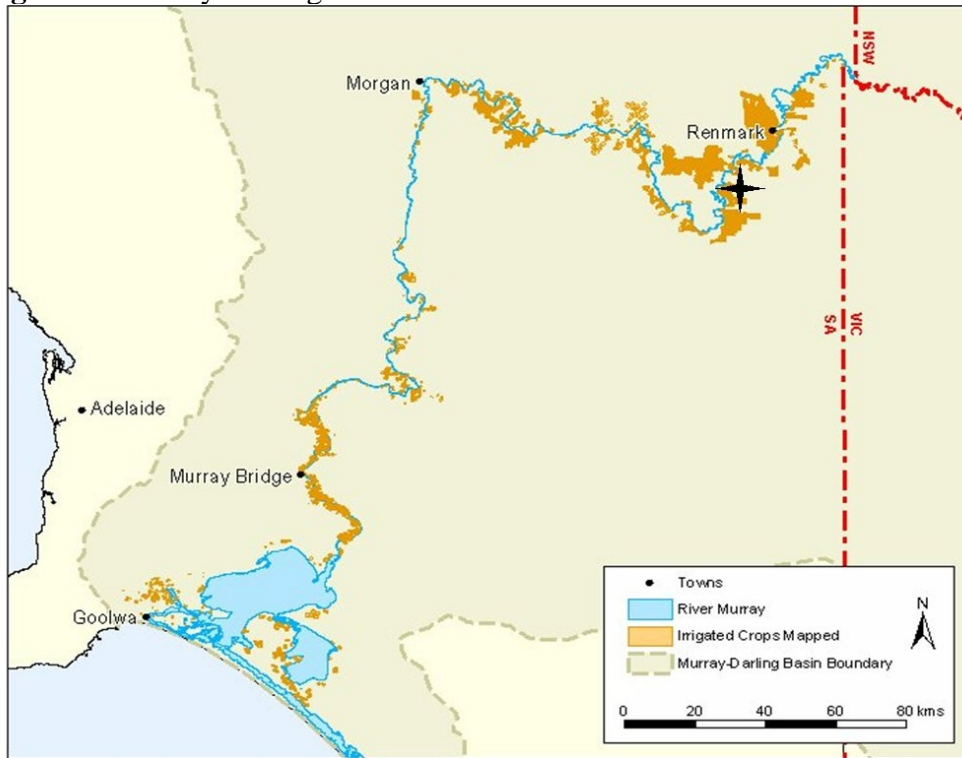 NSW
Morgan
Renmark
VIC
SA
Adelaide
Murray Bridge
Goolwa
Towns
River Murray
Irrigated Crops Mapped
Murray-Darling Basin Boundary
N
0 20 40 60 80 kms